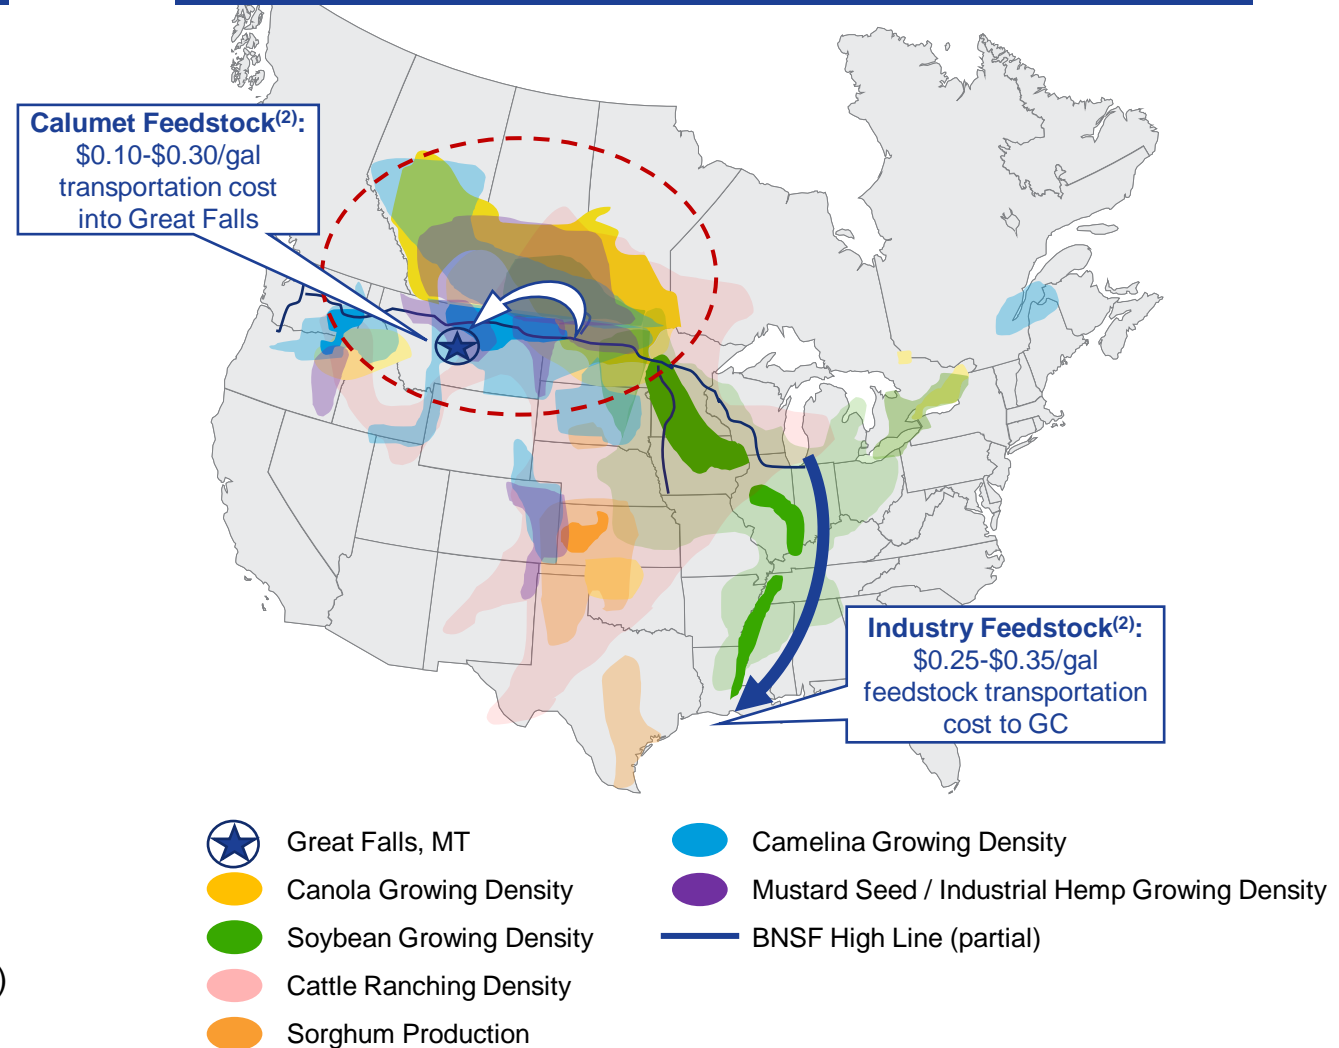 Calumet Feedstock(2):
$0.10-$0.30/gal
transportation cost
into Great Falls
Industry Feedstock(2):
$0.25-$0.35/gal
feedstock transportation
cost to GC
Great Falls, MT
Canola Growing Density
Soybean Growing Density
Cattle Ranching Density
Sorghum Production
Camelina Growing Density
Mustard Seed / Industrial Hemp Growing Density
BNSF High Line (partial)
)